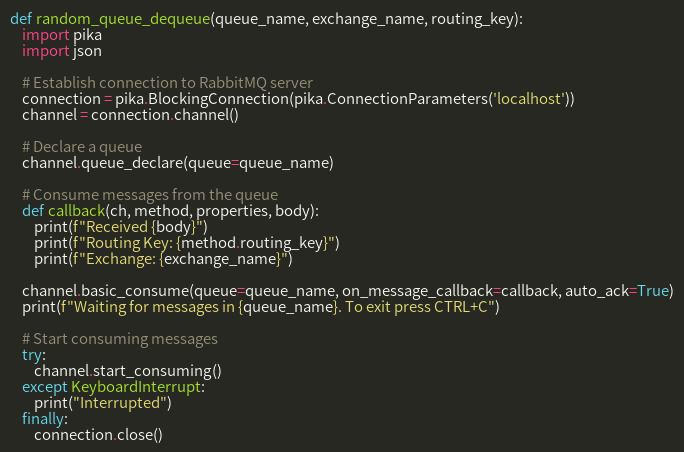 def random_queue_dequeue(queue_name, exchange_name, routing_key):
    import pika
    import json

    # Establish connection to RabbitMQ server
    connection = pika.BlockingConnection(pika.ConnectionParameters('localhost'))
    channel = connection.channel()

    # Declare a queue
    channel.queue_declare(queue=queue_name)

    # Consume messages from the queue
    def callback(ch, method, properties, body):
        print(f"Received {body}")
        print(f"Routing Key: {method.routing_key}")
        print(f"Exchange: {exchange_name}")

    channel.basic_consume(queue=queue_name, on_message_callback=callback, auto_ack=True)
    print(f"Waiting for messages in {queue_name}. To exit press CTRL+C")

    # Start consuming messages
    try:
        channel.start_consuming()
    except KeyboardInterrupt:
        print("Interrupted")
    finally:
        connection.close()